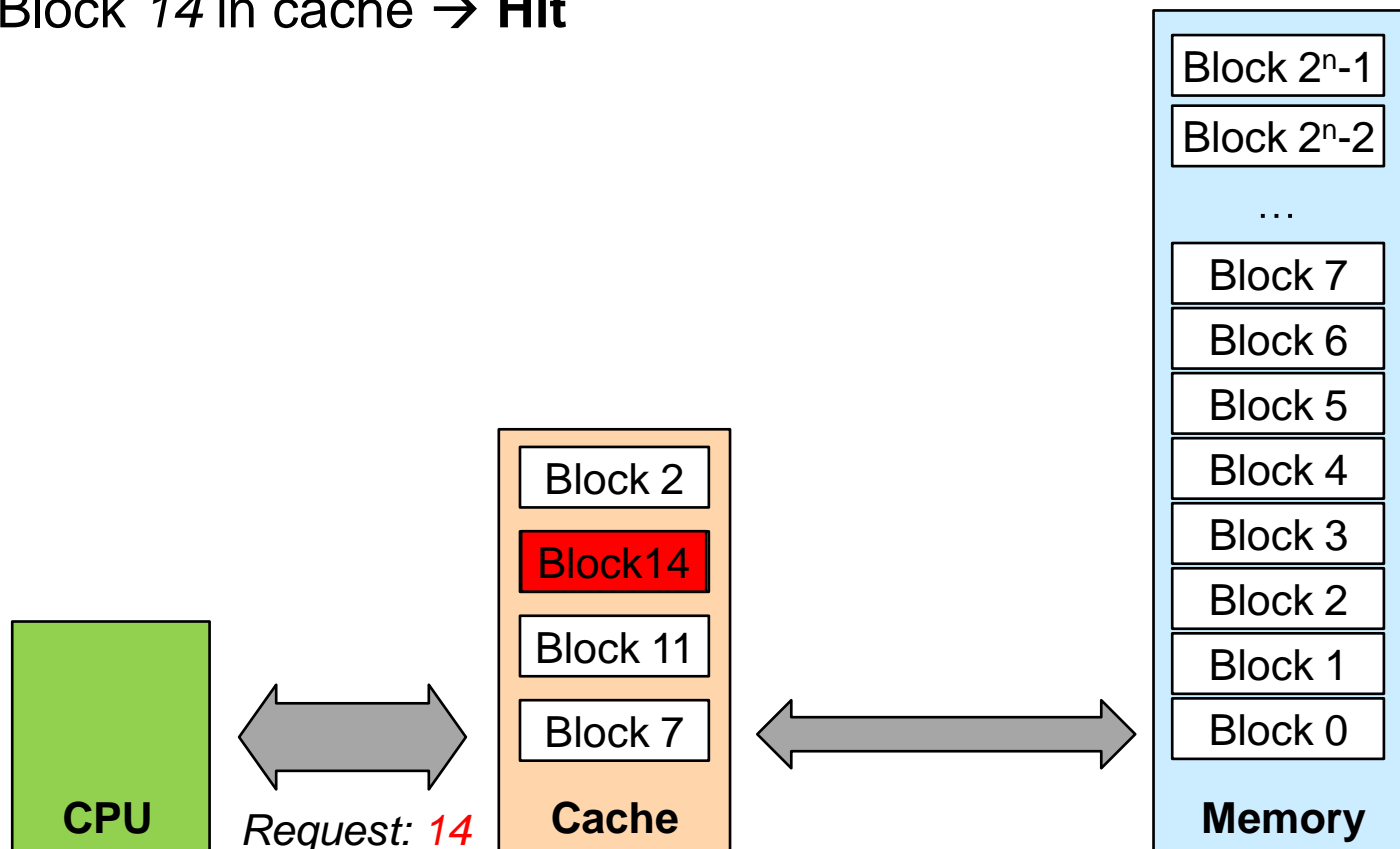 Block 14 in cache → Hit
Block 2ⁿ-1
Block 2ⁿ-2
…
Block 7
Block 6
Block 5
Block 4
Block 3
Block 2
Block 1
Block 0
Memory
Block 2
Block14
Block 11
Block 7
Cache
CPU
Request: 14